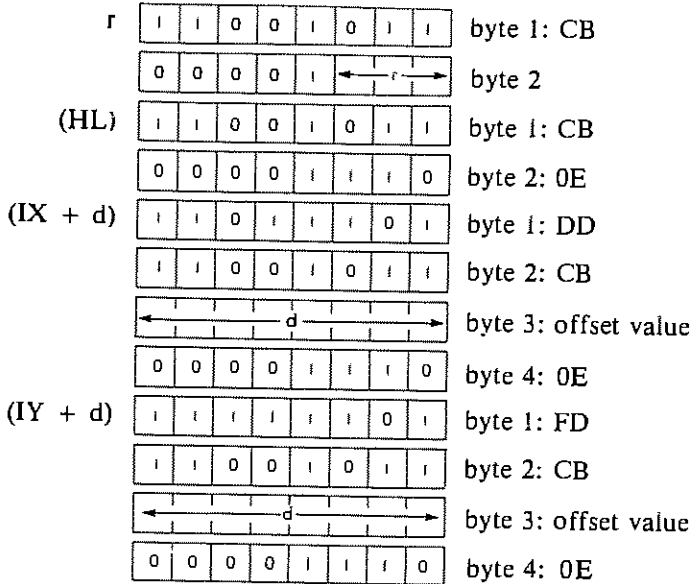 r 1 1 0 0 1 0 1 1 byte 1: CB
0 0 0 0 1 r byte 2
(HL) 1 1 0 0 1 0 1 1 byte 1: CB
0 0 0 0 1 1 1 0 byte 2: 0E
(IX + d) 1 1 0 1 1 1 0 1 byte 1: DD
1 1 0 0 1 0 1 1 byte 2: CB
d byte 3: offset value
0 0 0 0 1 1 1 0 byte 4: 0E
(IY + d) 1 1 1 1 1 1 0 1 byte 1: FD
1 1 0 0 1 0 1 1 byte 2: CB
d byte 3: offset value
0 0 0 0 1 1 1 0 byte 4: 0E